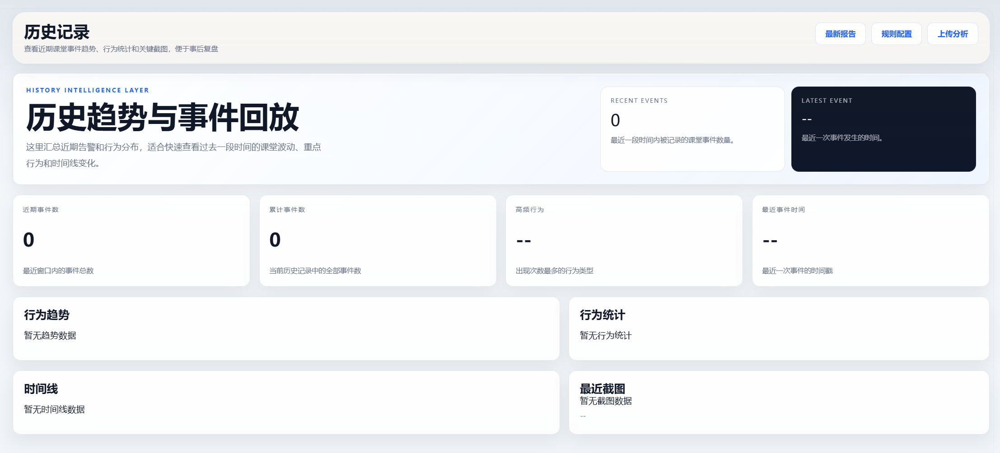 历史记录
查看近期课堂事件趋势、行为统计和关键截图，便于事后复盘
最新报告
规则配置
上传分析
HISTORY INTELLIGENCE LAYER
历史趋势与事件回放
这里汇总近期告警和行为分布，适合快速查看过去一段时间的课堂波动、重点
行为和时间线变化。
RECENT EVENTS
0
最近一段时间内被记录的课堂事件数量。
LATEST EVENT
--
最近一次事件发生的时间。
近期事件数
0
最近窗口内的事件总数
累计事件数
0
当前历史记录中的全部事件数
高频行为
--
出现次数最多的行为类型
最近事件时间
--
最近一次事件的时间戳
行为趋势
暂无趋势数据
行为统计
暂无行为统计
时间线
暂无时间线数据
最近截图
暂无截图数据
--